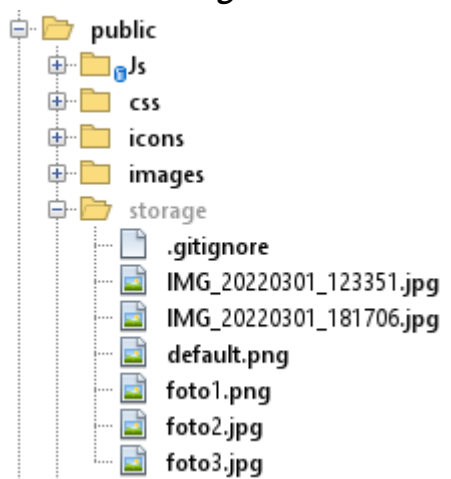 public
Js
css
icons
images
storage
.gitignore
IMG_20220301_123351.jpg
IMG_20220301_181706.jpg
default.png
foto1.png
foto2.jpg
foto3.jpg